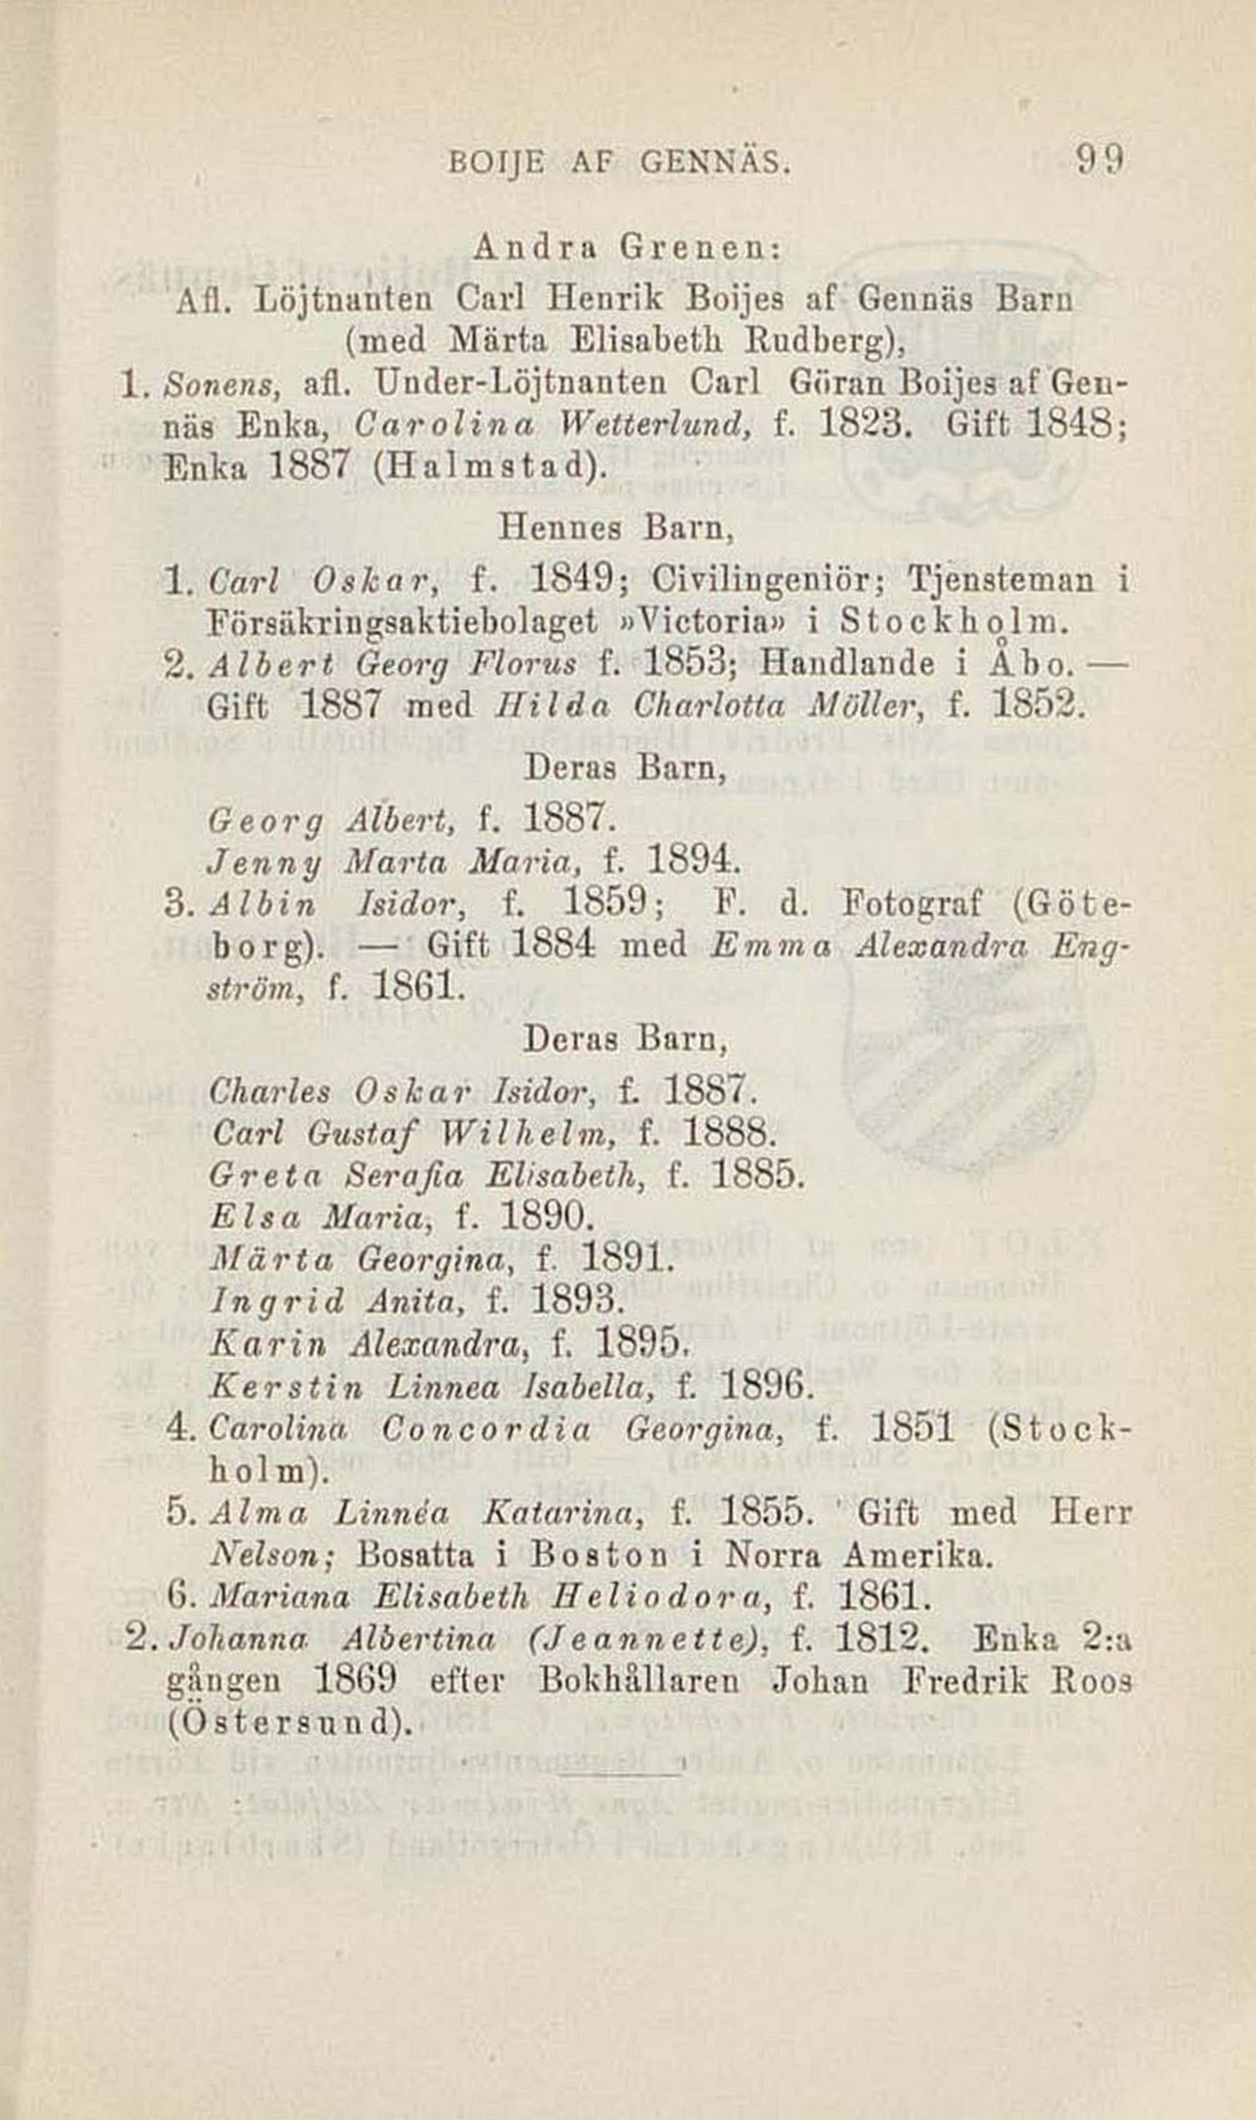 BOIJE AF GENNÄS. 99
Andra Grenen:
Afl. Löjtnanten Carl Henrik Boijes af Gennäs Barn
(med Märta Elisabeth Rudberg),
1. Sonens, afl. Under-Löjtnanten Carl Göran Boijes af Gen-
näs Enka, Carolina Wetterlund, f. 1823. Gift 1848;
Enka 1887 (Halmstad).
Hennes Barn,
1. Carl Oskar, f. 1849; Civilingeniör; Tjensteman i
Försäkringsaktiebolaget »Victoria» i Stockholm.
2. Albert Georg Florus f. 1853; Handlande i Åbo. —
Gift 1887 med Hilda Charlotta Möller, f. 1852.
Deras Barn,
Georg Albert, f. 1887.
Jenny Marta Maria, f. 1894.
3. Albin Isidor, f. 1859; F. d. Fotograf (Göte-
borg). — Gift 1884 med Emma Alexandra Eng-
ström, f. 1861.
Deras Barn,
Charles Oskar Isidor, f. 1887.
Carl Gustaf Wilhelm, f. 1888.
Greta Serafia Elisabeth, f. 1885.
Elsa Maria, f. 1890.
Märta Georgina, f. 1891.
Ingrid Anita, f. 1893.
Karin Alexandra, f. 1895.
Kerstin Linnea Isabella, f. 1896.
4. Carolina Concordia Georgina, f. 1851 (Stock-
holm).
5. Alma Linnéa Katarina, f. 1855. Gift med Herr
Nelson; Bosatta i Boston i Norra Amerika.
6. Mariana Elisabeth Heliodora, f. 1861.
2. Johanna Albertina (Jeannette), f. 1812. Enka 2:a
gången 1869 efter Bokhållaren Johan Fredrik Roos
(Östersund).